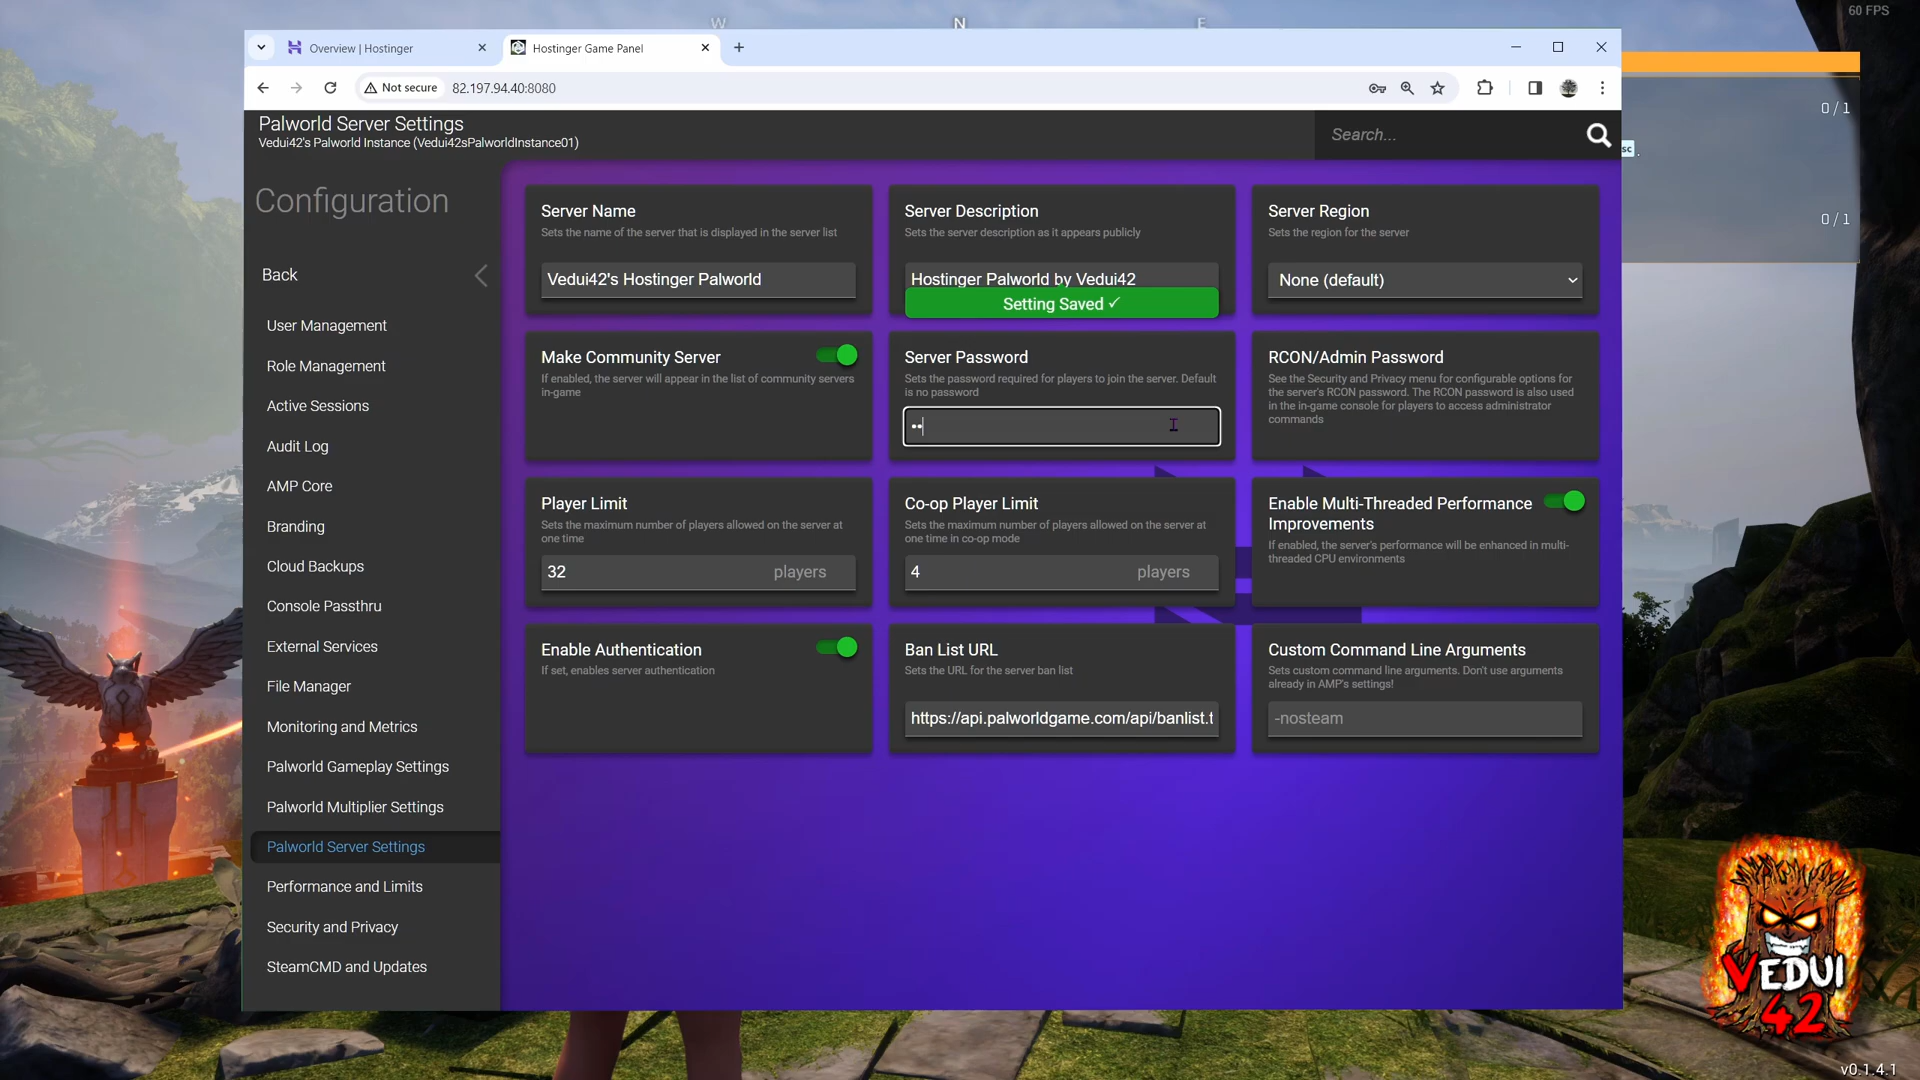 W N E
60 FPS
Overview | Hostinger
Hostinger Game Panel
Not secure
82.197.94.40:8080
Palworld Server Settings
Vedui42's Palworld Instance (Vedui42sPalworldInstance01)
Search...
0 / 1
sc .
0 / 1
Configuration
Back
User Management
Role Management
Active Sessions
Audit Log
AMP Core
Branding
Cloud Backups
Console Passthru
External Services
File Manager
Monitoring and Metrics
Palworld Gameplay Settings
Palworld Multiplier Settings
Palworld Server Settings
Performance and Limits
Security and Privacy
SteamCMD and Updates
Server Name
Sets the name of the server that is displayed in the server list
Vedui42's Hostinger Palworld
Server Description
Sets the server description as it appears publicly
Hostinger Palworld by Vedui42
Setting Saved ✓
Server Region
Sets the region for the server
None (default)
Make Community Server
If enabled, the server will appear in the list of community servers
in-game
Server Password
Sets the password required for players to join the server. Default
is no password
••
RCON/Admin Password
See the Security and Privacy menu for configurable options for
the server's RCON password. The RCON password is also used
in the in-game console for players to access administrator
commands
Player Limit
Sets the maximum number of players allowed on the server at
one time
32 players
Co-op Player Limit
Sets the maximum number of players allowed on the server at
one time in co-op mode
4 players
Enable Multi-Threaded Performance
Improvements
If enabled, the server's performance will be enhanced in multi-
threaded CPU environments
Enable Authentication
If set, enables server authentication
Ban List URL
Sets the URL for the server ban list
https://api.palworldgame.com/api/banlist.t
Custom Command Line Arguments
Sets custom command line arguments. Don't use arguments
already in AMP's settings!
-nosteam
VEDUI
42
v0.1.4.1